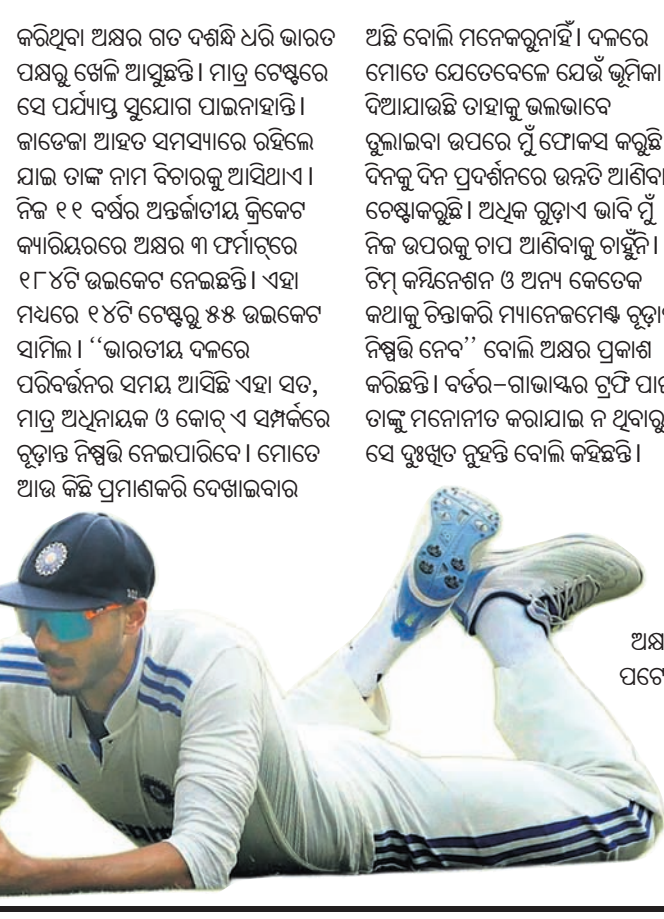 କରିଥିବା ଅକ୍ଷର ଗତ ଦଶନ୍ଧି ଧରି ଭାରତ
ପକ୍ଷରୁ ଖେଳି ଆସୁଛନ୍ତି। ମାତ୍ର ଟେଷ୍ଟରେ
ସେ ପର୍ଯ୍ୟାପ୍ତ ସୁଯୋଗ ପାଇନାହାନ୍ତି।
ଜାଡେଜା ଆହତ ସମସ୍ୟାରେ ରହିଲେ
ଯାଇ ତାଙ୍କ ନାମ ବିଚାରକୁ ଆସିଥାଏ।
ନିଜ ୧୧ ବର୍ଷର ଅନ୍ତର୍ଜାତୀୟ କ୍ରିକେଟ
କ୍ୟାରିୟରରେ ଅକ୍ଷର ୩ ଫର୍ମାଟ୍‌ରେ
୧୮୪ଟି ଉଇକେଟ ନେଇଛନ୍ତି। ଏହା
ମଧ୍ୟରେ ୧୪ଟି ଟେଷ୍ଟରୁ ୫୫ ଉଇକେଟ
ସାମିଲ। ‘‘ଭାରତୀୟ ଦଳରେ
ପରିବର୍ତ୍ତନର ସମୟ ଆସିଛି ଏହା ସତ,
ମାତ୍ର ଅଧିନାୟକ ଓ କୋଚ୍ ଏ ସମ୍ପର୍କରେ
ଚୂଡ଼ାନ୍ତ ନିଷ୍ପତ୍ତି ନେଇପାରିବେ। ମୋତେ
ଆଉ କିଛି ପ୍ରମାଣକରି ଦେଖାଇବାର
ଅଛି ବୋଲି ମନେକରୁନାହିଁ। ଦଳରେ
ମୋତେ ଯେତେବେଳେ ଯେଉଁ ଭୂମିକା
ଦିଆଯାଉଛି ତାହାକୁ ଭଲଭାବେ
ତୁଲାଇବା ଉପରେ ମୁଁ ଫୋକସ କରୁଛି
ଦିନକୁ ଦିନ ପ୍ରଦର୍ଶନରେ ଉନ୍ନତି ଆଣିବା
ଚେଷ୍ଟାକରୁଛି। ଅଧିକ ଗୁଡ଼ାଏ ଭାବି ମୁଁ
ନିଜ ଉପରକୁ ଚାପ ଆଣିବାକୁ ଚାହୁଁନି।
ଟିମ୍ କମ୍ବିନେଶନ ଓ ଅନ୍ୟ କେତେକ
କଥାକୁ ଚିନ୍ତାକରି ମ୍ୟାନେଜମେଣ୍ଟ
ନିଷ୍ପତ୍ତି ନେବ’’ ବୋଲି ଅକ୍ଷର ପ୍ରକାଶ
କରିଛନ୍ତି। ବର୍ଡର–ଗାଭାସ୍କର ଟ୍ରଫି
ତାଙ୍କୁ ମନୋନୀତ କରାଯାଇ ନ ଥିବାରୁ
ସେ ଦୁଃଖିତ ନୁହନ୍ତି ବୋଲି କହିଛନ୍ତି।
ଅକ୍ଷ
ପଟେ